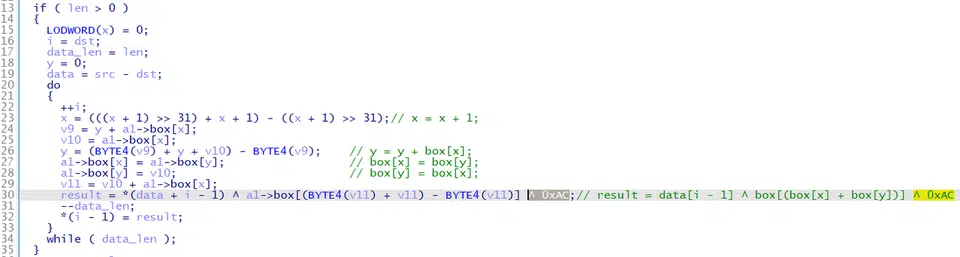 13 if ( len > 0 )
14 {
15 LODWORD(x) = 0;
16 i = dst;
17 data_len = len;
18 y = 0;
19 data = src - dst;
20 do
21 {
22 ++i;
23 x = (((x + 1) >> 31) + x + 1) - ((x + 1) >> 31);// x = x + 1;
24 v9 = y + a1->box[x];
25 v10 = a1->box[x];
26 y = (BYTE4(v9) + y + v10) - BYTE4(v9); // y = y + box[x];
27 a1->box[x] = a1->box[y]; // box[x] = box[y];
28 a1->box[y] = v10; // box[y] = box[x];
29 v11 = v10 + a1->box[x];
30 result = *(data + i - 1) ^ a1->box[(BYTE4(v11) + v11) - BYTE4(v11)] ^ 0xAC;// result = data[i - 1] ^ box[(box[x] + box[y])] ^ 0xAC
31 --data_len;
32 *(i - 1) = result;
33 }
34 while ( data_len );
35 }